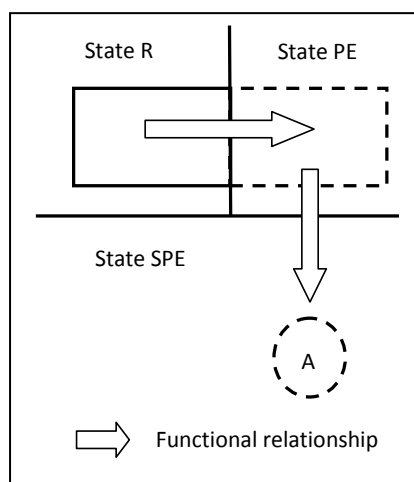 State R
State PE
State SPE
A
Functional relationship